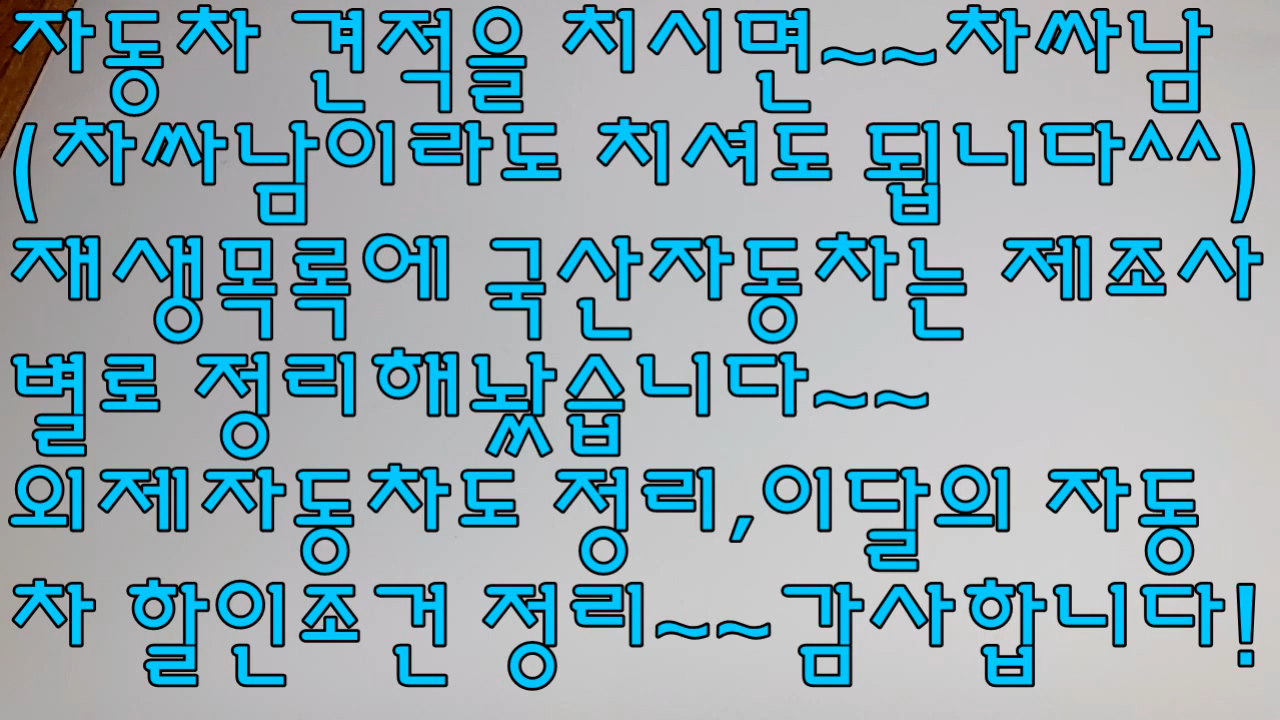 자동차 견적을 치시면~~차싸남
(차싸남이라도 치셔도 됩니다^^)
재생목록에 국산자동차는 제조사
별로 정리해놨습니다~~
외제자동차도 정리,이달의 자동
차 할인조건 정리~~감사합니다!